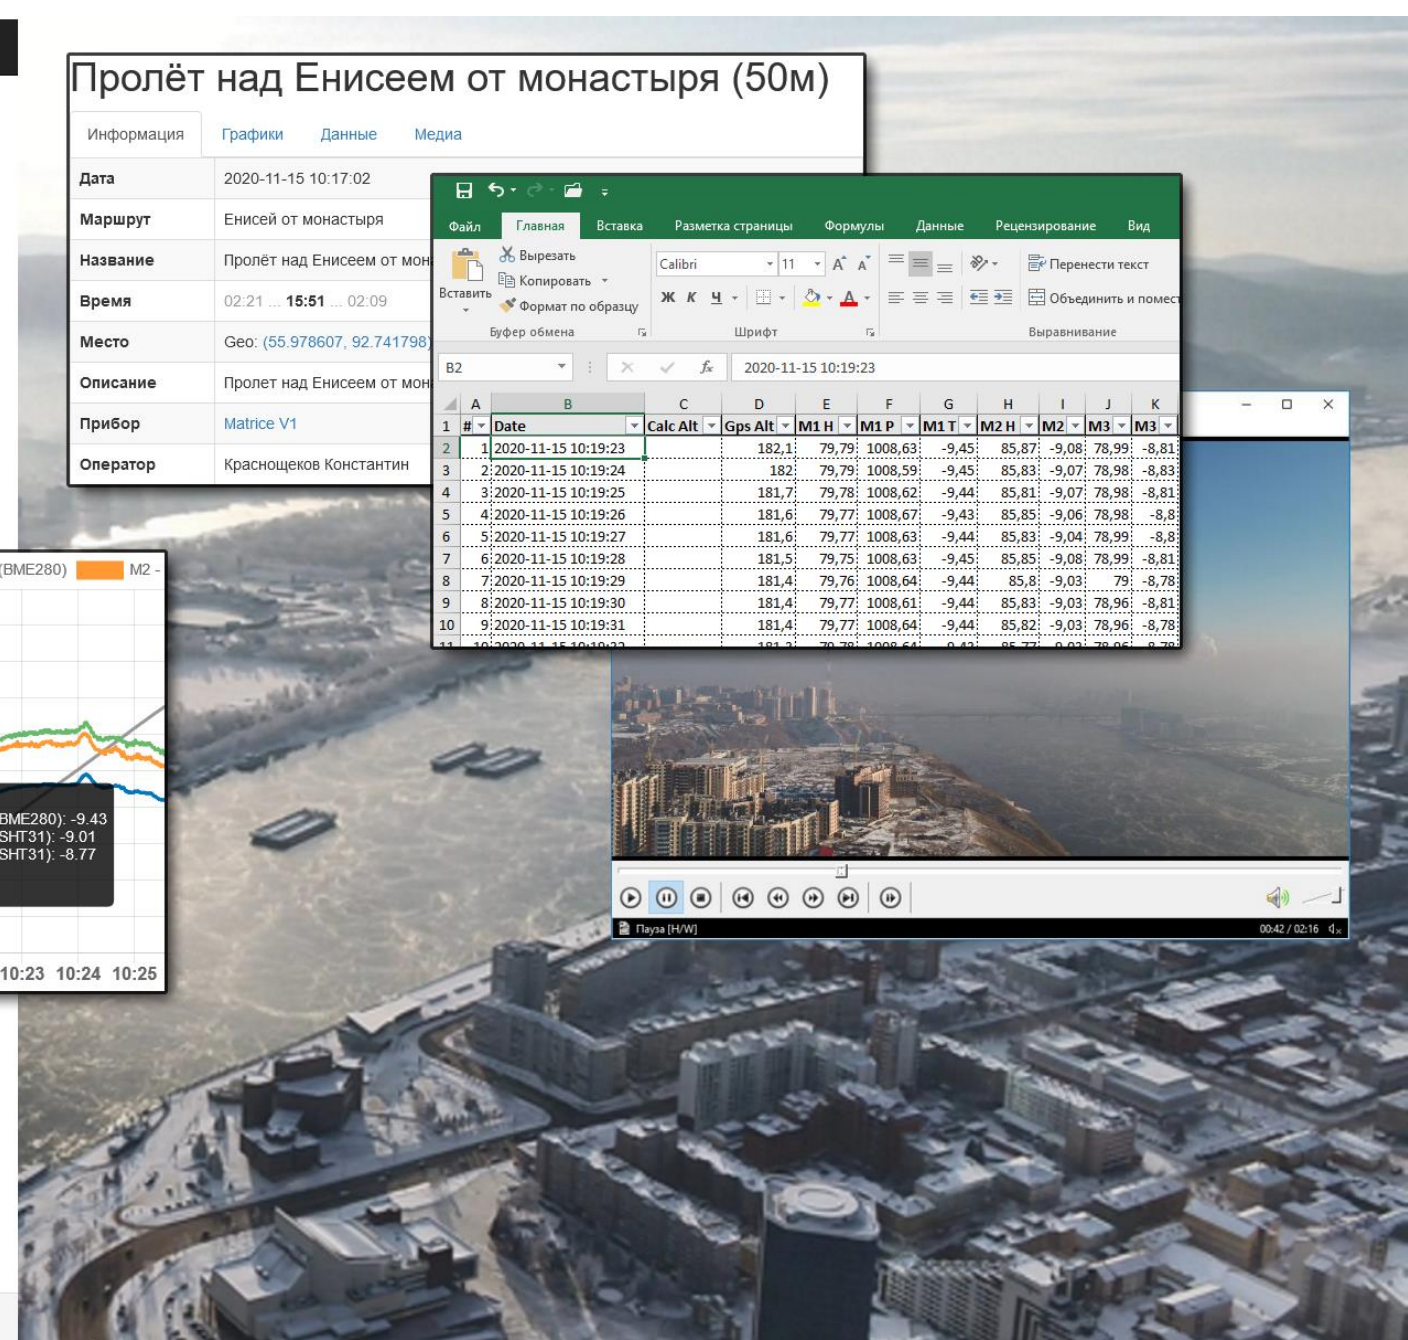 Пролёт над Енисеем от монастыря (50м)
Информация Графики Данные Медиа
Дата 2020-11-15 10:17:02
Маршрут Енисей от монастыря
Название Пролёт над Енисеем от мон
Время 02:21 ... 15:51 ... 02:09
Место Geo: (55.978607, 92.741798)
Описание Пролет над Енисеем от мон
Прибор Matrice V1
Оператор Краснощеков Константин
Файл Главная Вставка Разметка страницы Формулы Данные Рецензирование Вид
Вставить
Вырезать
Копировать
Формат по образцу
Буфер обмена
Calibri 11
Ж К Ч
Шрифт
Перенести текст
Объединить и помест
Выравнивание
B2 fx 2020-11-15 10:19:23
A B C D E F G H I J K
1 # Date Calc Alt Gps Alt M1 H M1 P M1 T M2 H M2 M3 M3
2 1 2020-11-15 10:19:23 182,1 79,79 1008,63 -9,45 85,87 -9,08 78,99 -8,81
3 2 2020-11-15 10:19:24 182 79,79 1008,59 -9,45 85,83 -9,07 78,98 -8,83
4 3 2020-11-15 10:19:25 181,7 79,78 1008,62 -9,44 85,81 -9,07 78,98 -8,81
5 4 2020-11-15 10:19:26 181,6 79,77 1008,67 -9,43 85,85 -9,06 78,98 -8,8
6 5 2020-11-15 10:19:27 181,6 79,77 1008,63 -9,44 85,83 -9,04 78,99 -8,8
7 6 2020-11-15 10:19:28 181,5 79,75 1008,63 -9,45 85,85 -9,08 78,99 -8,81
8 7 2020-11-15 10:19:29 181,4 79,76 1008,64 -9,44 85,8 -9,03 79 -8,78
9 8 2020-11-15 10:19:30 181,4 79,77 1008,61 -9,44 85,83 -9,03 78,96 -8,81
10 9 2020-11-15 10:19:31 181,4 79,77 1008,64 -9,44 85,82 -9,03 78,96 -8,78
(BME280) M2 -
BME280): -9.43
SHT31): -9.01
SHT31): -8.77
10:23 10:24 10:25
Пауза [H/W] 00:42 / 02:16